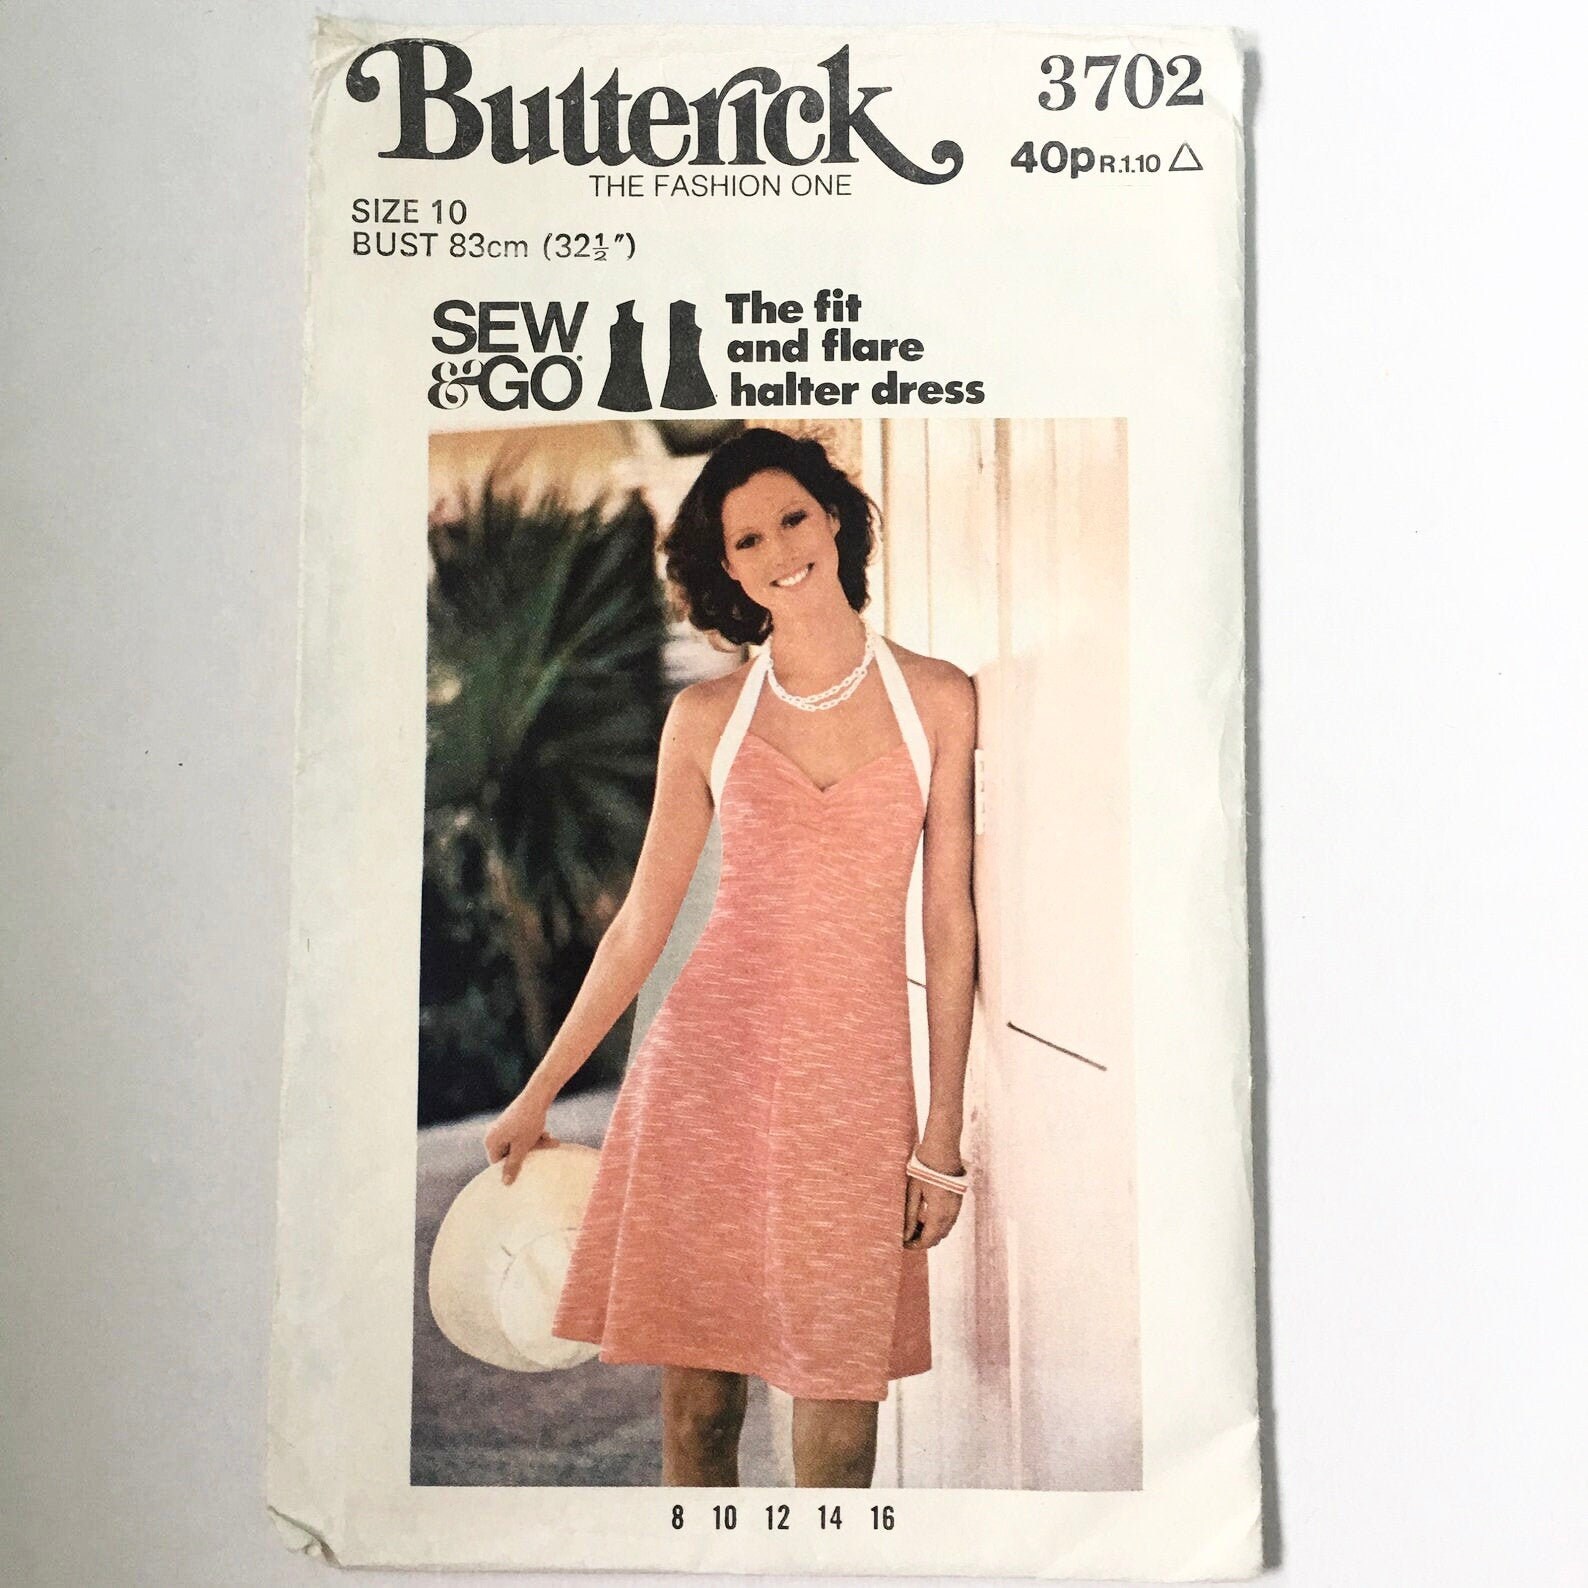 Butterick
THE FASHION ONE
3702
40p R.1.10 △
SIZE 10
BUST 83cm (32½")
SEW
&GO®
The fit
and flare
halter dress
8 10 12 14 16